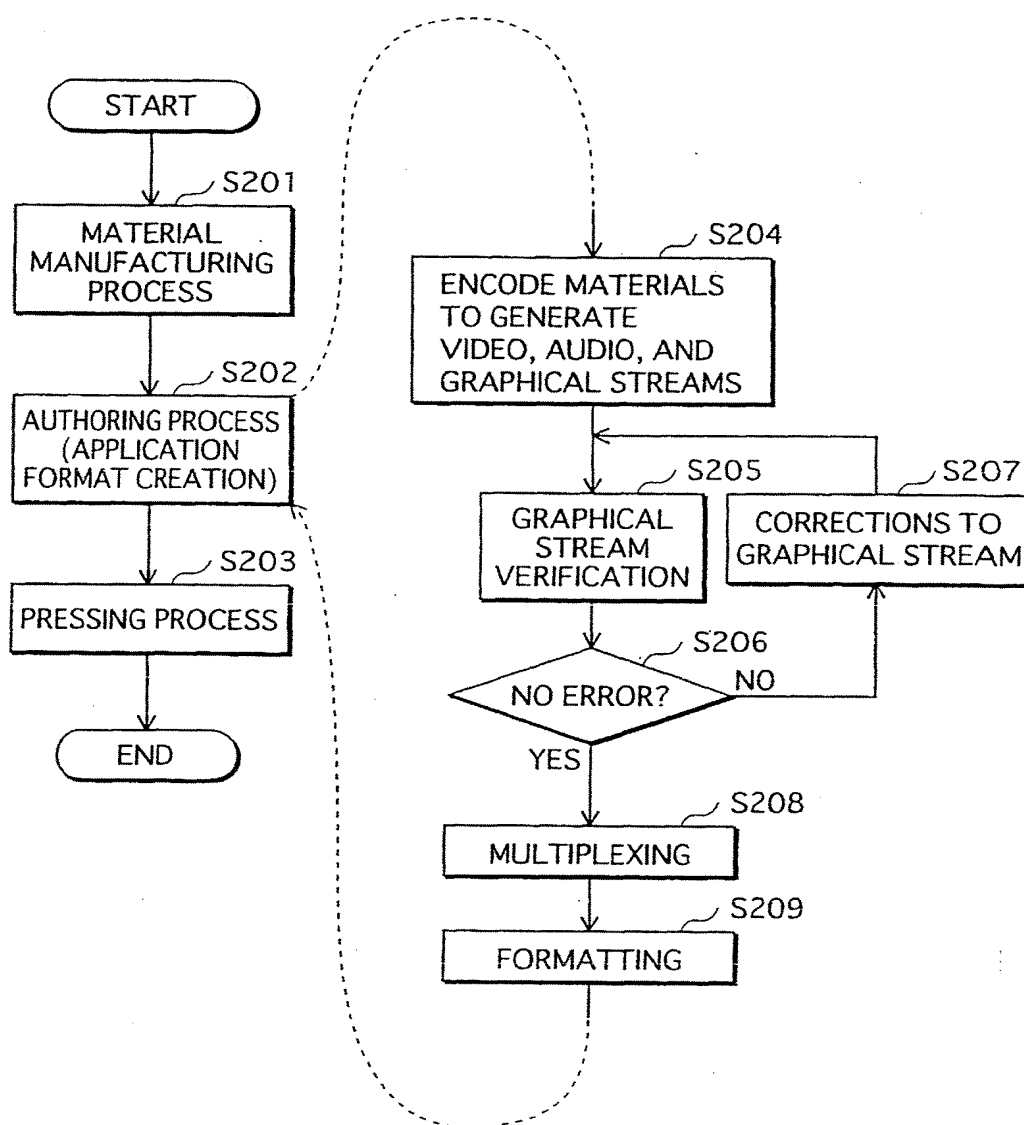 START
S201
MATERIAL
MANUFACTURING
PROCESS
S202
AUTHORING PROCESS
(APPLICATION
FORMAT CREATION)
S203
PRESSING PROCESS
END
S204
ENCODE MATERIALS
TO GENERATE
VIDEO, AUDIO, AND
GRAPHICAL STREAMS
S205
GRAPHICAL
STREAM
VERIFICATION
S207
CORRECTIONS TO
GRAPHICAL STREAM
S206
NO ERROR?
NO
YES
S208
MULTIPLEXING
S209
FORMATTING